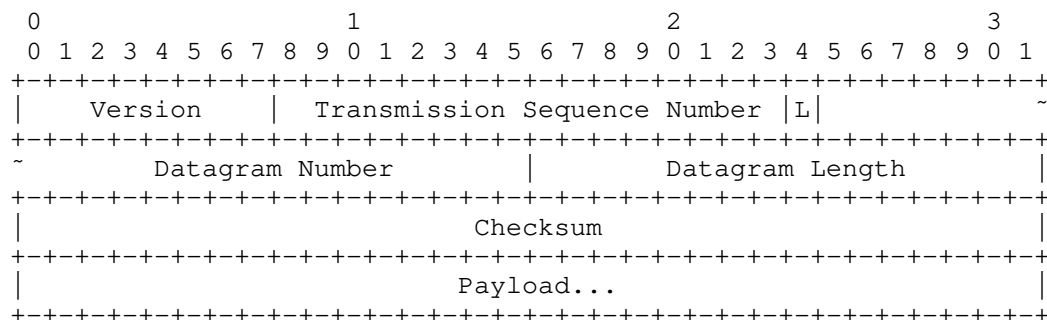 0                   1                   2                   3
 0 1 2 3 4 5 6 7 8 9 0 1 2 3 4 5 6 7 8 9 0 1 2 3 4 5 6 7 8 9 0 1
+-+-+-+-+-+-+-+-+-+-+-+-+-+-+-+-+-+-+-+-+-+-+-+-+-+-+-+-+-+-+-+-+
|    Version    |  Transmission Sequence Number |L|             ~
+-+-+-+-+-+-+-+-+-+-+-+-+-+-+-+-+-+-+-+-+-+-+-+-+-+-+-+-+-+-+-+-+
~        Datagram Number        |        Datagram Length        |
+-+-+-+-+-+-+-+-+-+-+-+-+-+-+-+-+-+-+-+-+-+-+-+-+-+-+-+-+-+-+-+-+
|                            Checksum                           |
+-+-+-+-+-+-+-+-+-+-+-+-+-+-+-+-+-+-+-+-+-+-+-+-+-+-+-+-+-+-+-+-+
|                           Payload...                          |
+-+-+-+-+-+-+-+-+-+-+-+-+-+-+-+-+-+-+-+-+-+-+-+-+-+-+-+-+-+-+-+-+